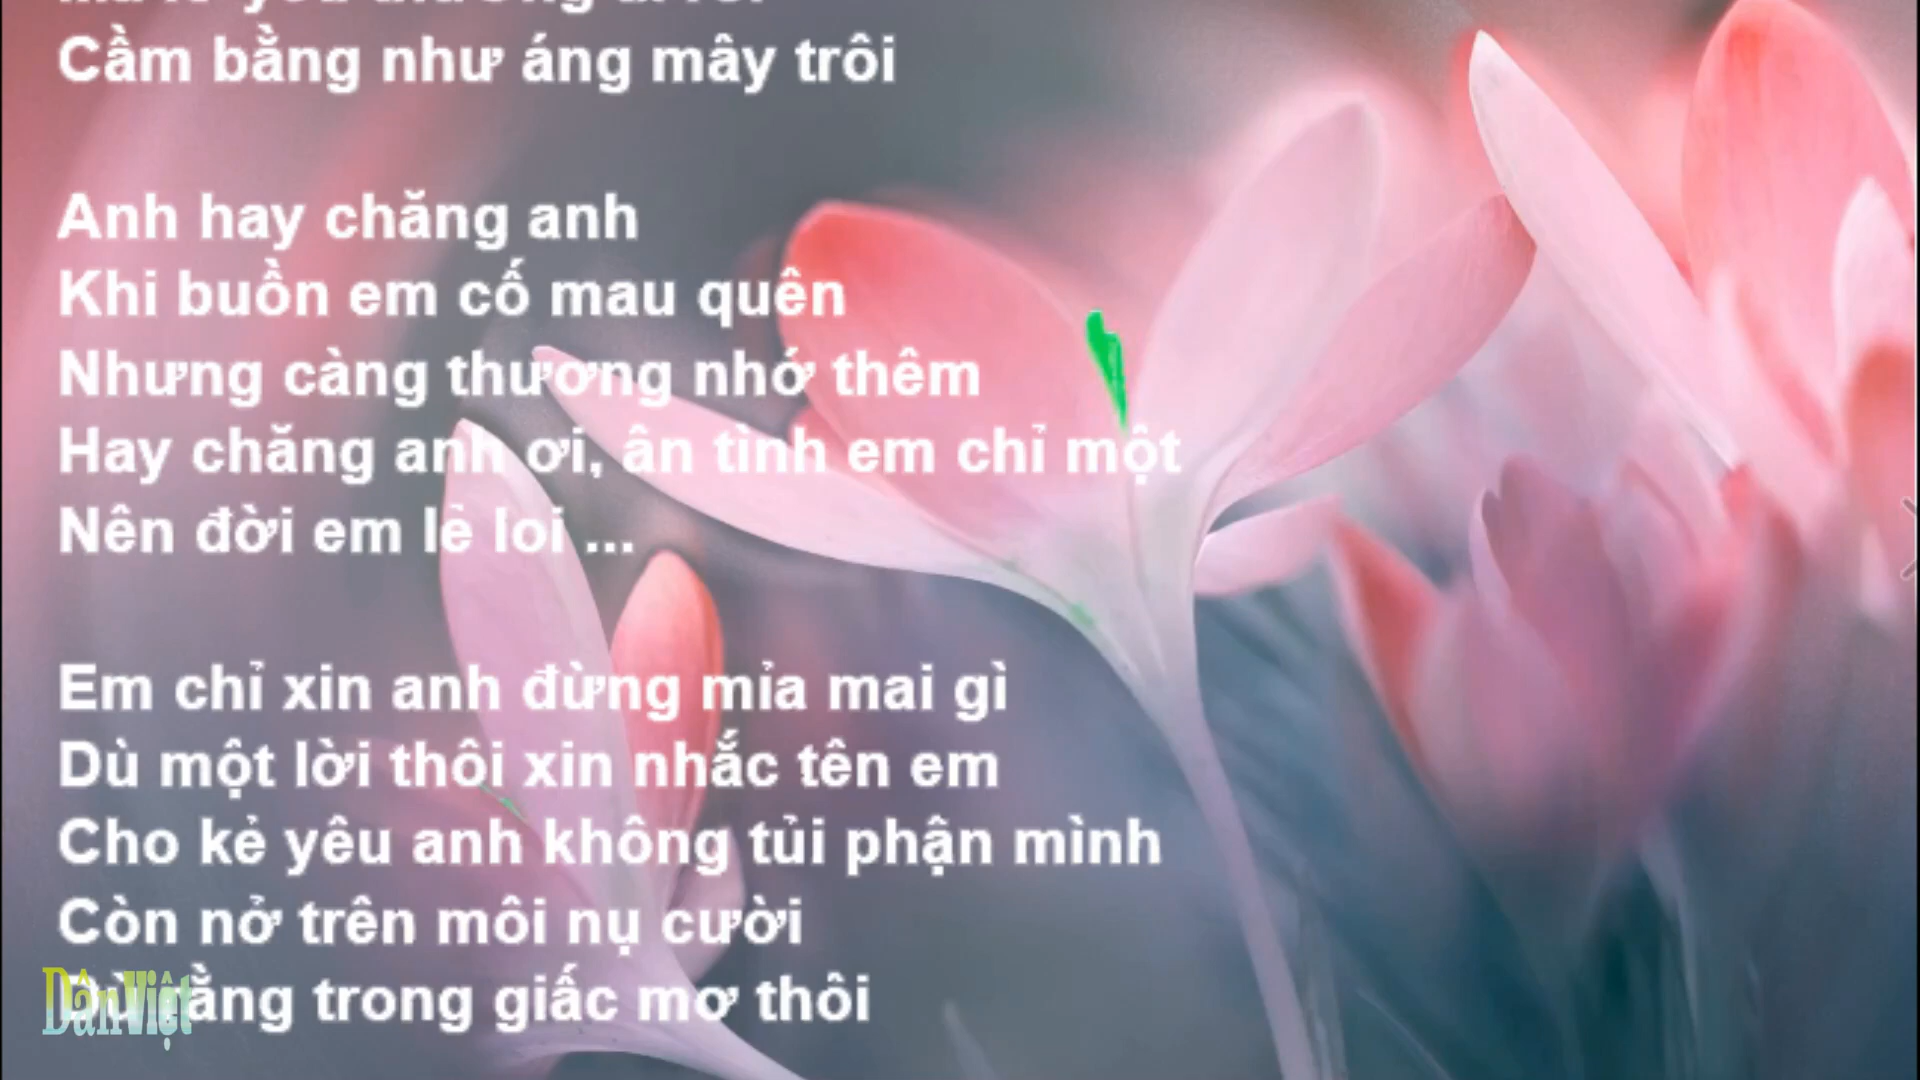 Cầm bằng như áng mây trôi
Anh hay chăng anh
Khi buồn em cố mau quên
Nhưng càng thương nhớ thêm
Hay chăng anh ơi, ân tình em chỉ một
Nên đời em lẻ loi ...
Em chỉ xin anh đừng mỉa mai gì
Dù một lời thôi xin nhắc tên em
Cho kẻ yêu anh không tủi phận mình
Còn nở trên môi nụ cười
Dù rằng trong giấc mơ thôi
DânViệt